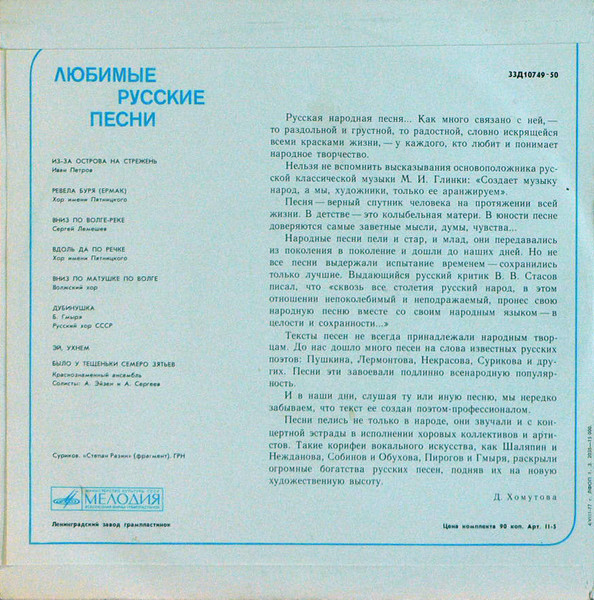 ЛЮБИМЫЕ
РУССКИЕ
ПЕСНИ
ИЗ-ЗА ОСТРОВА НА СТРЕЖЕНЬ
Иван Петров
РЕВЕЛА БУРЯ (ЕРМАК)
Хор имени Пятницкого
ВНИЗ ПО ВОЛГЕ-РЕКЕ
Сергей Лемешев
ВДОЛЬ ДА ПО РЕЧКЕ
Хор имени Пятницкого
ВНИЗ ПО МАТУШКЕ ПО ВОЛГЕ
Волжский хор
ДУБИНУШКА
Б. Гмыря
Русский хор СССР
ЭЙ, УХНЕМ
БЫЛО У ТЕЩЕНЬКИ СЕМЕРО ЗЯТЬЕВ
Краснознаменный ансамбль
Солисты: А. Эйзен и А. Сергеев
Суриков. «Степан Разин» (фрагмент). ГРМ
МЕЛОДИЯ
Ленинградский завод грампластинок
33Д10749-50
Русская народная песня... Как много связано с ней,—
то раздольной и грустной, то радостной, словно искрящейся
всеми красками жизни,— у каждого, кто любит и понимает
народное творчество.
Нельзя не вспомнить высказывания основоположника рус-
ской классической музыки М. И. Глинки: «Создает музыку
народ, а мы, художники, только ее аранжируем».
Песня — верный спутник человека на протяжении всей
жизни. В детстве — это колыбельная матери. В юности песне
доверяются самые заветные мысли, думы, чувства...
Народные песни пели и стар, и млад, они передавались
из поколения в поколение и дошли до наших дней. Но не
все песни выдержали испытание временем — сохранились
только лучшие. Выдающийся русский критик В. В. Стасов
писал, что «сквозь все столетия русский народ, в этом
отношении непоколебимый и неподражаемый, пронес свою
народную песню вместе со своим народным языком — в
целости и сохранности...»
Тексты песен не всегда принадлежали народным твор-
цам. До нас дошло много песен на слова известных русских
поэтов: Пушкина, Лермонтова, Некрасова, Сурикова и дру-
гих. Песни эти завоевали подлинно всенародную популяр-
ность.
И в наши дни, слушая ту или иную песню, мы нередко
забываем, что текст ее создан поэтом-профессионалом.
Песни пелись не только в народе, они звучали и с кон-
цертной эстрады в исполнении хоровых коллективов и арти-
стов. Такие корифеи вокального искусства, как Шаляпин и
Нежданова, Собинов и Обухова, Пирогов и Гмыря, раскрыли
огромные богатства русских песен, подняв их на новую
художественную высоту.
Д. Хомутова
Цена комплекта 90 коп. Арт. 11-5